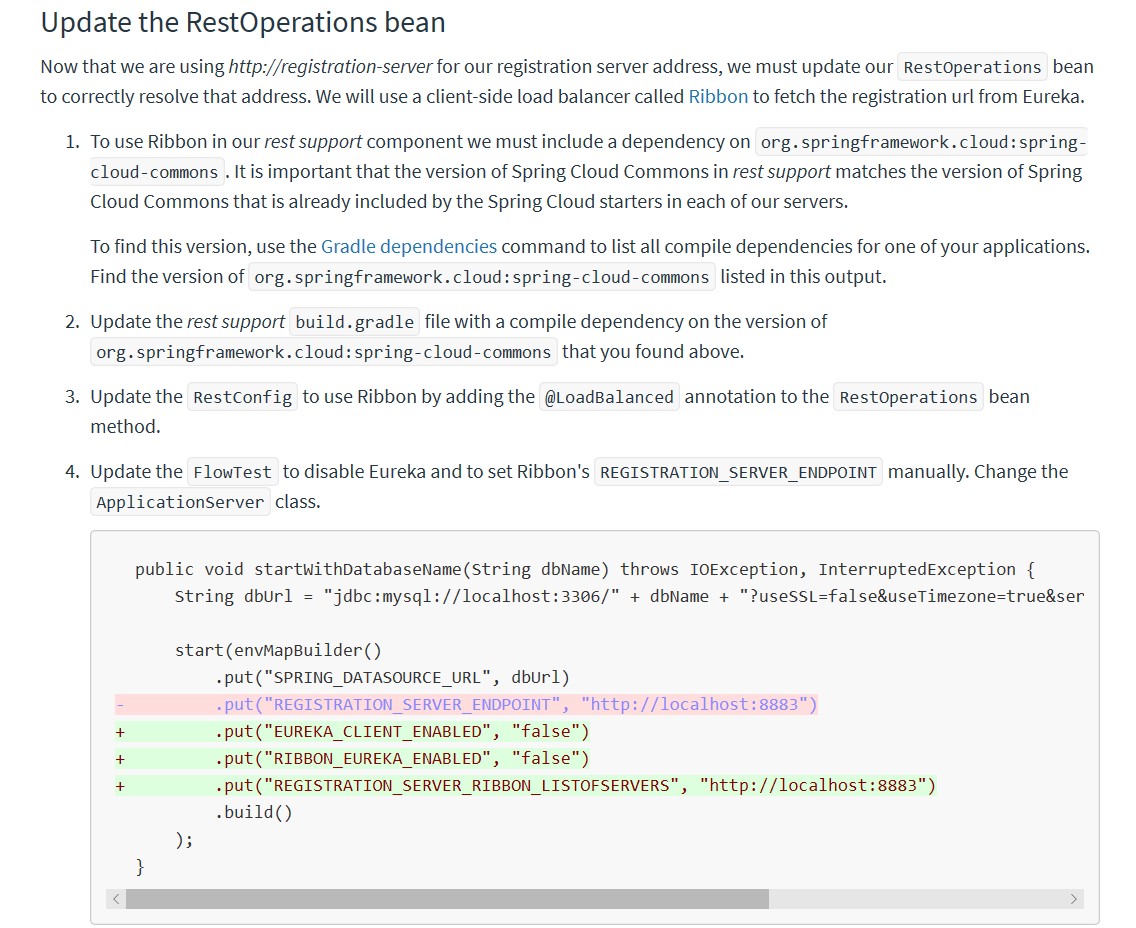 Update the RestOperations bean
Now that we are using http://registration-server for our registration server address, we must update our RestOperations bean
to correctly resolve that address. We will use a client-side load balancer called Ribbon to fetch the registration url from Eureka.
1. To use Ribbon in our rest support component we must include a dependency on org.springframework.cloud:spring-
cloud-commons . It is important that the version of Spring Cloud Commons in rest support matches the version of Spring
Cloud Commons that is already included by the Spring Cloud starters in each of our servers.
To find this version, use the Gradle dependencies command to list all compile dependencies for one of your applications.
Find the version of org.springframework.cloud:spring-cloud-commons listed in this output.
2. Update the rest support build.gradle file with a compile dependency on the version of
org.springframework.cloud:spring-cloud-commons that you found above.
3. Update the RestConfig to use Ribbon by adding the @LoadBalanced annotation to the RestOperations bean
method.
4. Update the FlowTest to disable Eureka and to set Ribbon's REGISTRATION_SERVER_ENDPOINT manually. Change the
ApplicationServer class.
public void startWithDatabaseName(String dbName) throws IOException, InterruptedException {
String dbUrl = "jdbc:mysql://localhost:3306/" + dbName + "?useSSL=false&useTimezone=true&ser
start(envMapBuilder()
.put("SPRING_DATASOURCE_URL", dbUrl)
- .put("REGISTRATION_SERVER_ENDPOINT", "http://localhost:8883")
+ .put("EUREKA_CLIENT_ENABLED", "false")
+ .put("RIBBON_EUREKA_ENABLED", "false")
+ .put("REGISTRATION_SERVER_RIBBON_LISTOFSERVERS", "http://localhost:8883")
.build()
);
}